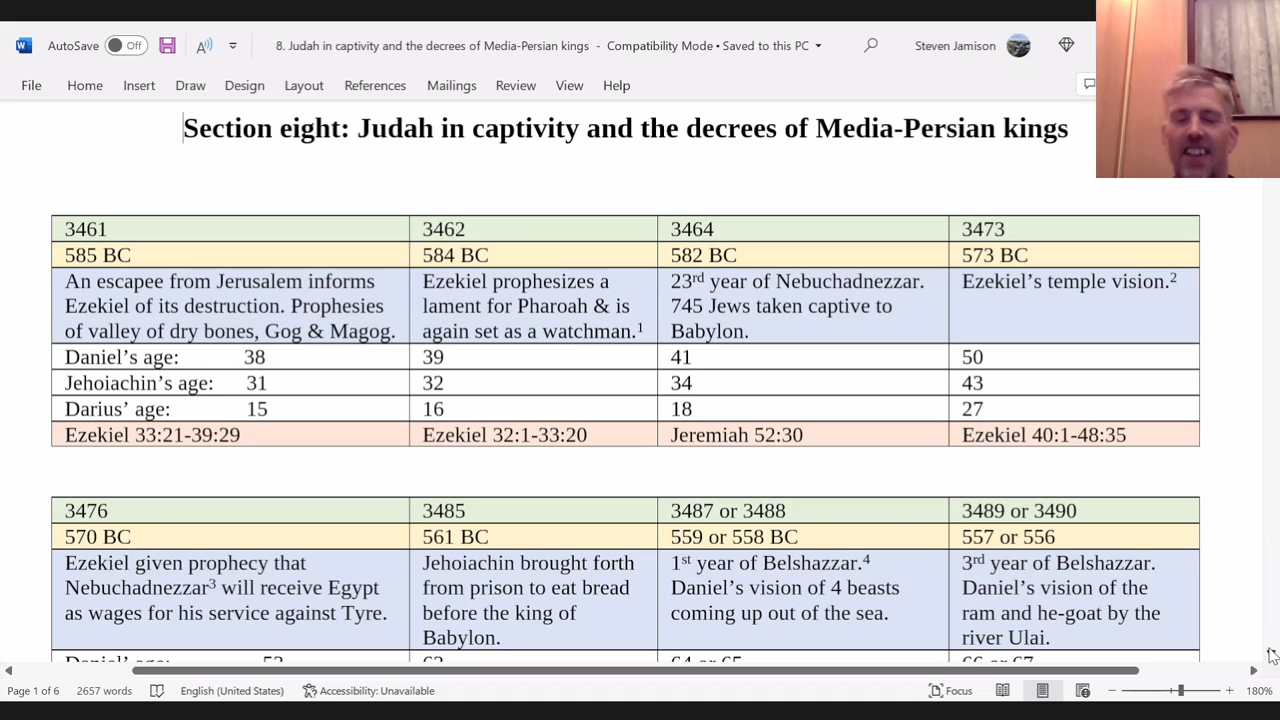 AutoSave Off 8. Judah in captivity and the decrees of Media-Persian kings - Compatibility Mode • Saved to this PC Steven Jamison
File Home Insert Draw Design Layout References Mailings Review View Help
Section eight: Judah in captivity and the decrees of Media-Persian kings
3461 3462 3464 3473
585 BC 584 BC 582 BC 573 BC
An escapee from Jerusalem informs Ezekiel prophesizes a 23rd year of Nebuchadnezzar. Ezekiel’s temple vision.2
Ezekiel of its destruction. Prophesies lament for Pharoah & is 745 Jews taken captive to
of valley of dry bones, Gog & Magog. again set as a watchman.1 Babylon.
Daniel’s age: 38 39 41 50
Jehoiachin’s age: 31 32 34 43
Darius’ age: 15 16 18 27
Ezekiel 33:21-39:29 Ezekiel 32:1-33:20 Jeremiah 52:30 Ezekiel 40:1-48:35
3476 3485 3487 or 3488 3489 or 3490
570 BC 561 BC 559 or 558 BC 557 or 556
Ezekiel given prophecy that Jehoiachin brought forth 1st year of Belshazzar.4 3rd year of Belshazzar.
Nebuchadnezzar3 will receive Egypt from prison to eat bread Daniel’s vision of 4 beasts Daniel’s vision of the
as wages for his service against Tyre. before the king of coming up out of the sea. ram and he-goat by the
Babylon. river Ulai.
Page 1 of 6 2657 words English (United States) Accessibility: Unavailable Focus 180%